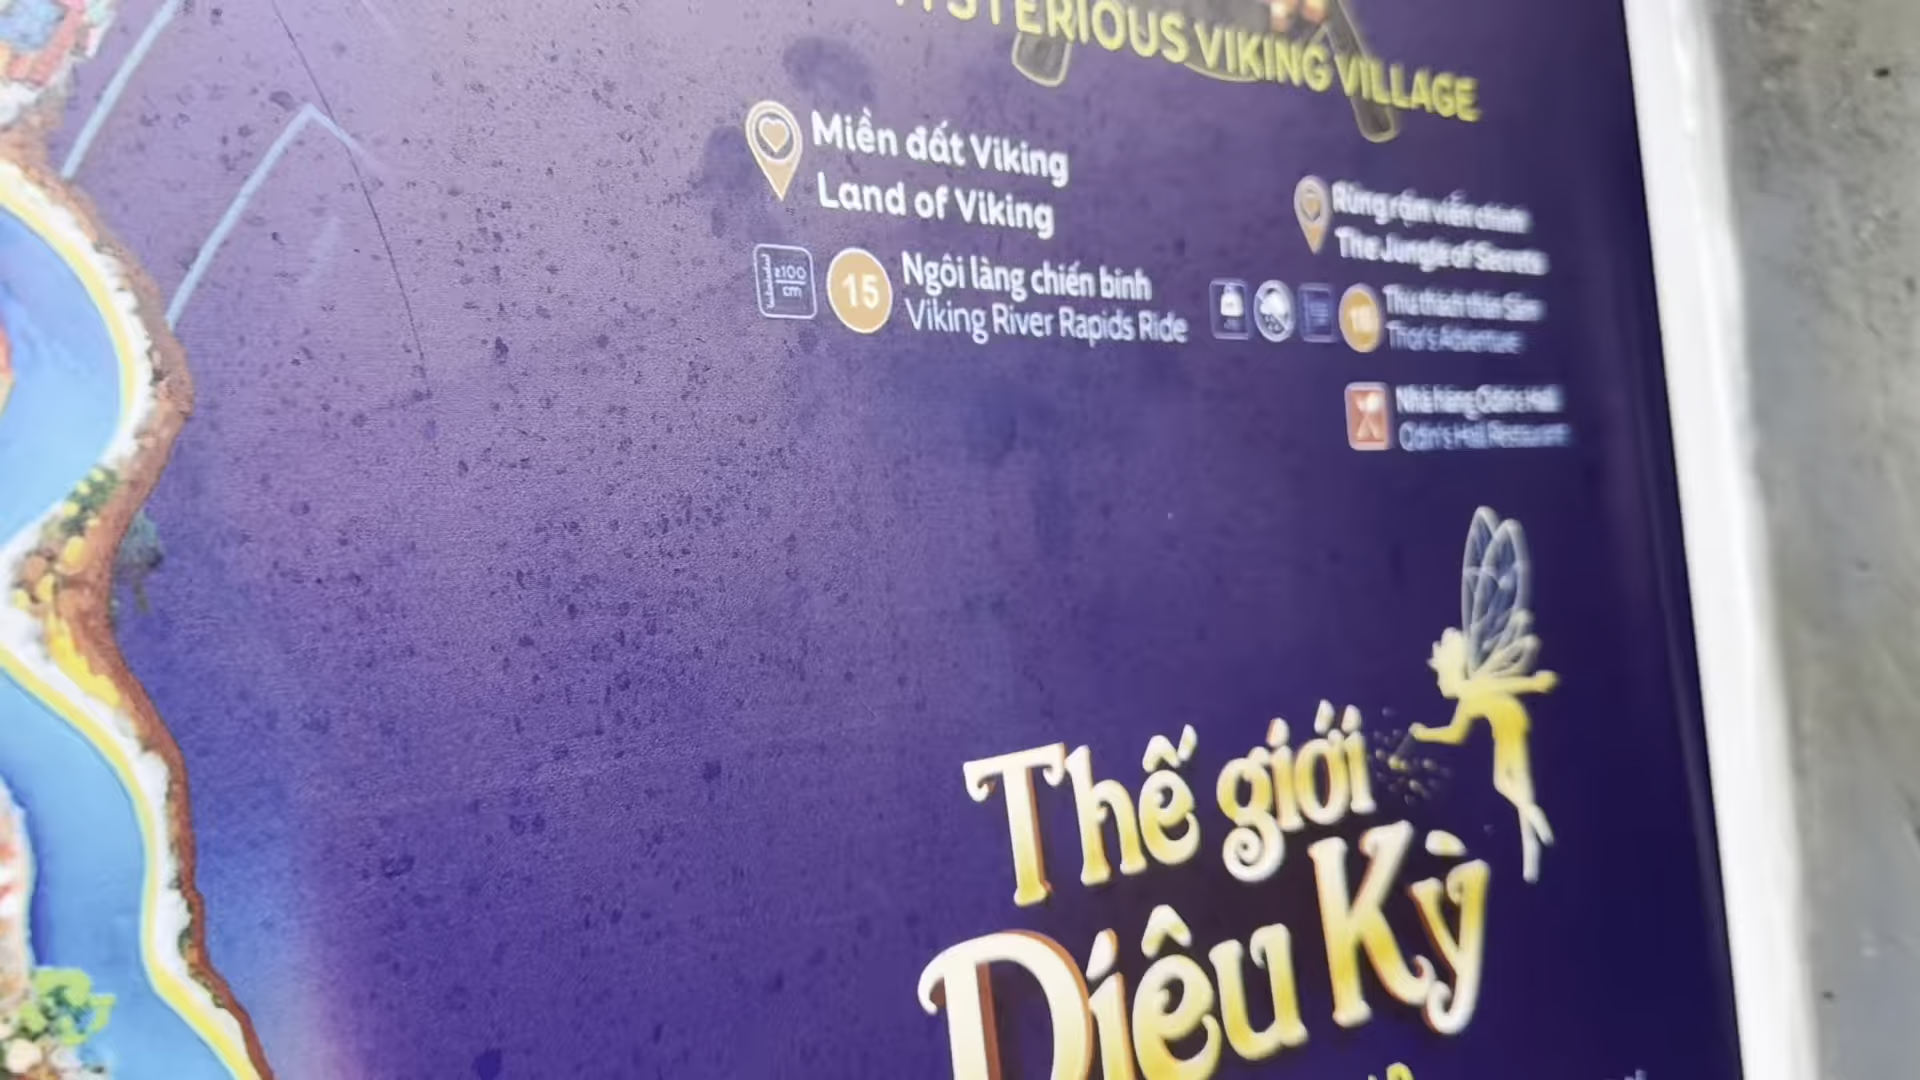 MYSTERIOUS VIKING VILLAGE
Miền đất Viking
Land of Viking
≥100
cm
15
Ngôi làng chiến binh
Viking River Rapids Ride
Rừng rậm viễn chinh
The Jungle of Secrets
16
Thử thách thần Sấm
Thor's Adventure
Nhà hàng Odin's Hall
Odin's Hall Restaurant
Thế giới
Diệu Kỳ